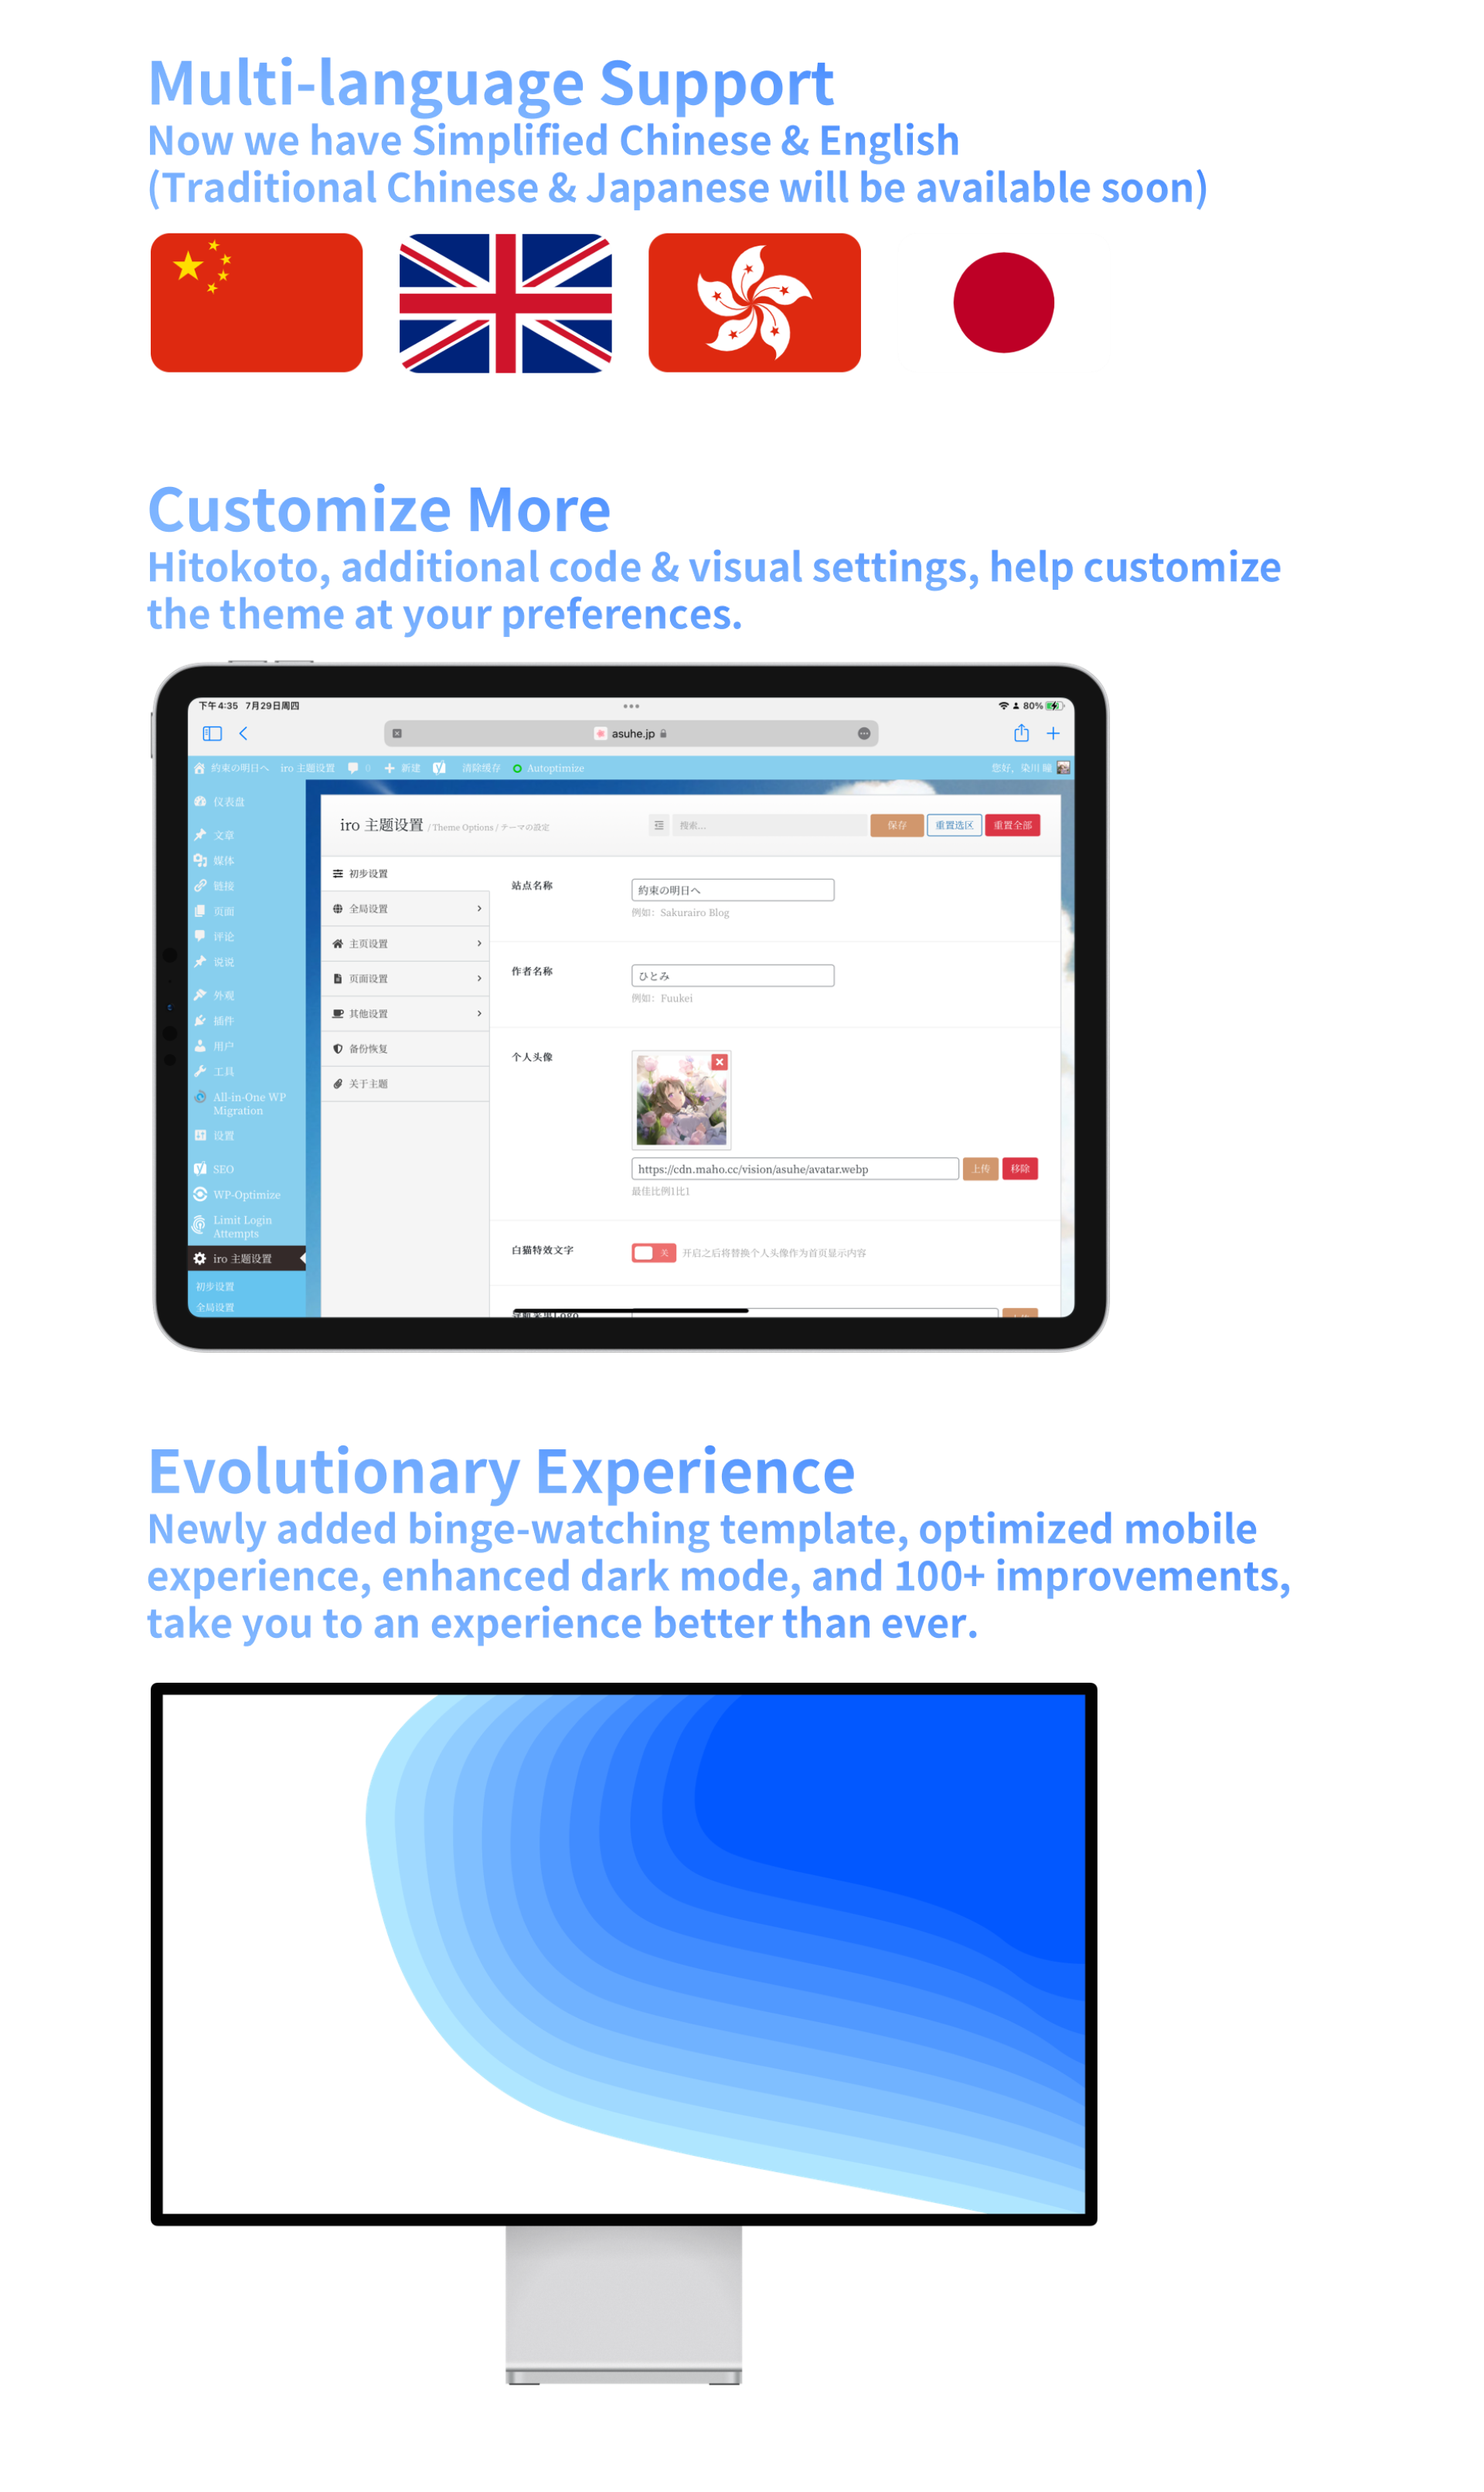 Multi-language Support
Now we have Simplified Chinese & English
(Traditional Chinese & Japanese will be available soon)
Customize More
Hitokoto, additional code & visual settings, help customize
the theme at your preferences.
下午4:35 7月29日周四
80%
asuhe.jp
約束の明日へ iro 主题设置 0 新建 清除缓存 Autoptimize
您好，染川 瞳
仪表盘
文章
媒体
链接
页面
评论
说说
外观
插件
用户
工具
All-in-One WP
Migration
设置
SEO
WP-Optimize
Limit Login
Attempts
iro 主题设置
初步设置
全局设置
iro 主题设置 / Theme Options / テーマの設定
搜索...
保存
重置选区
重置全部
初步设置
全局设置
主页设置
页面设置
其他设置
备份恢复
关于主题
站点名称
約束の明日へ
例如：Sakurairo Blog
作者名称
ひとみ
例如：Fuukei
个人头像
https://cdn.maho.cc/vision/asuhe/avatar.webp
上传
移除
最佳比例1比1
白猫特效文字
关
开启之后将替换个人头像作为首页显示内容
Evolutionary Experience
Newly added binge-watching template, optimized mobile
experience, enhanced dark mode, and 100+ improvements,
take you to an experience better than ever.